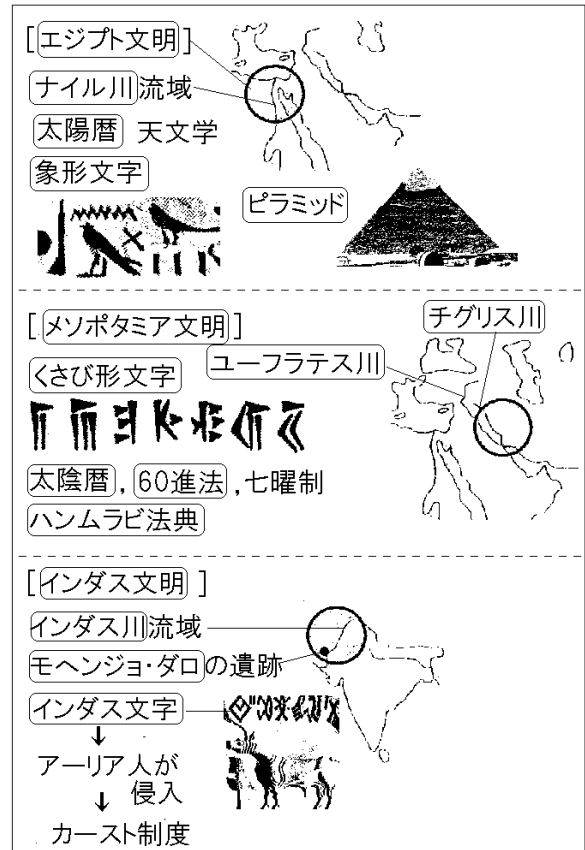 [エジプト文明]
ナイル川流域
太陽暦 天文学
象形文字
ピラミッド
[メソポタミア文明]
チグリス川
ユーフラテス川
くさび形文字
太陰暦, 60進法, 七曜制
ハンムラビ法典
[インダス文明 ]
インダス川流域
モヘンジョ・ダロの遺跡
インダス文字
↓
アーリア人が
↓ 侵入
カースト制度